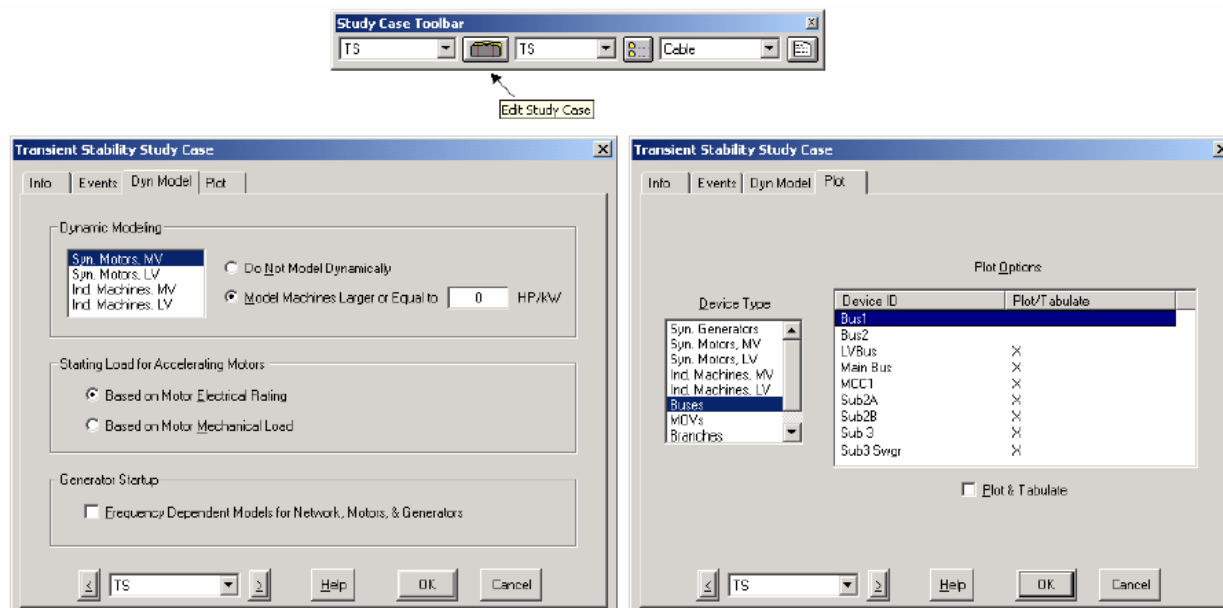 Study Case Toolbar
TS TS Cable
Edit Study Case
Transient Stability Study Case
Info Events Dyn Model Plot
Dynamic Modeling
Syn. Motors, MV
Syn. Motors, LV
Ind. Machines, MV
Ind. Machines, LV
Do Not Model Dynamically
Model Machines Larger or Equal to 0 HP/kW
Starting Load for Accelerating Motors
Based on Motor Electrical Rating
Based on Motor Mechanical Load
Generator Startup
Frequency Dependent Models for Network, Motors, & Generators
< TS > Help OK Cancel
Transient Stability Study Case
Info Events Dyn Model Plot
Plot Options
Device Type
Syn. Generators
Syn. Motors, MV
Syn. Motors, LV
Ind. Machines, MV
Ind. Machines, LV
Buses
MOVs
Branches
Device ID Plot/Tabulate
Bus1
Bus2
LVBus X
Main Bus X
MCC1 X
Sub2A X
Sub2B X
Sub 3 X
Sub3 Swgr X
Plot & Tabulate
< TS > Help OK Cancel